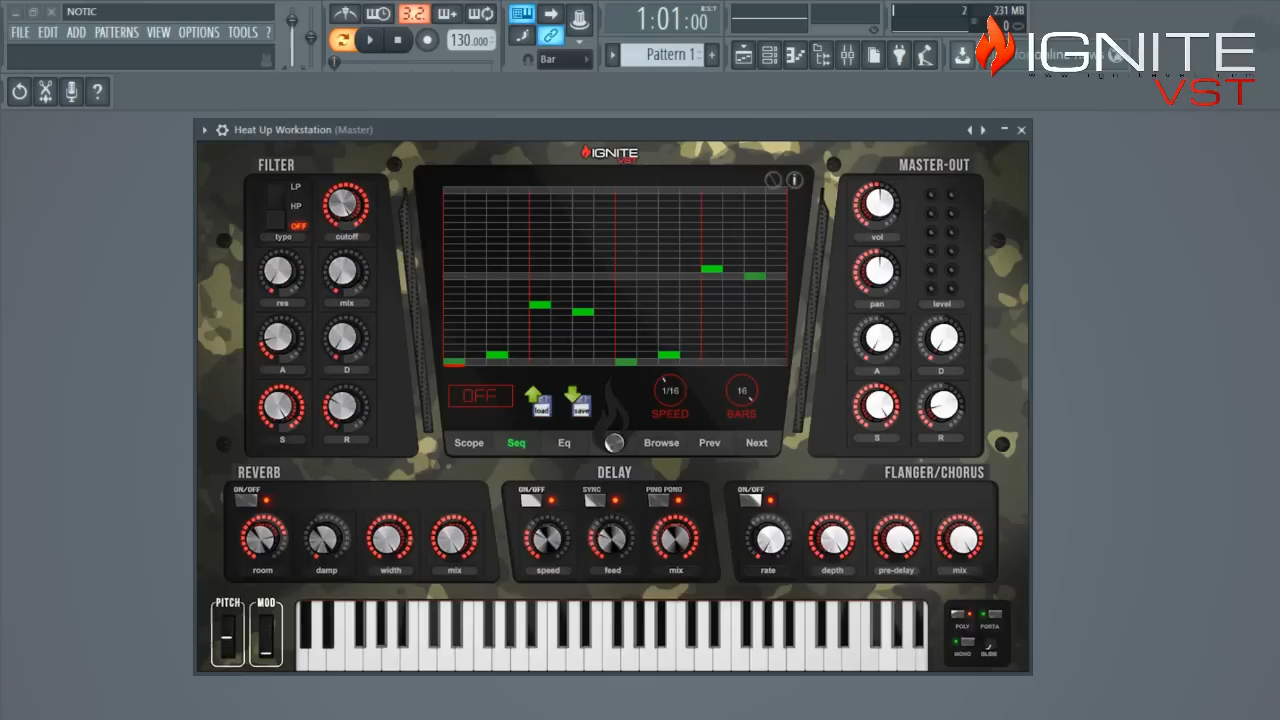 NOTIC
FILE EDIT ADD PATTERNS VIEW OPTIONS TOOLS ?
3.2.
130.000
Bar
1:01:00
B:S:T
Pattern 1
2
231 MB
0
IGNITE
VST
Heat Up Workstation (Master)
IGNITE
VST
FILTER
LP
HP
OFF
type
cutoff
res
mix
A
D
S
R
OFF
load
save
1/16
SPEED
16
BARS
Scope
Seq
Eq
Browse
Prev
Next
MASTER-OUT
vol
pan
level
A
D
S
R
REVERB
ON/OFF
room
damp
width
mix
DELAY
ON/OFF
SYNC
PING PONG
speed
feed
mix
FLANGER/CHORUS
ON/OFF
rate
depth
pre-delay
mix
PITCH
MOD
POLY
PORTA
MONO
GLIDE